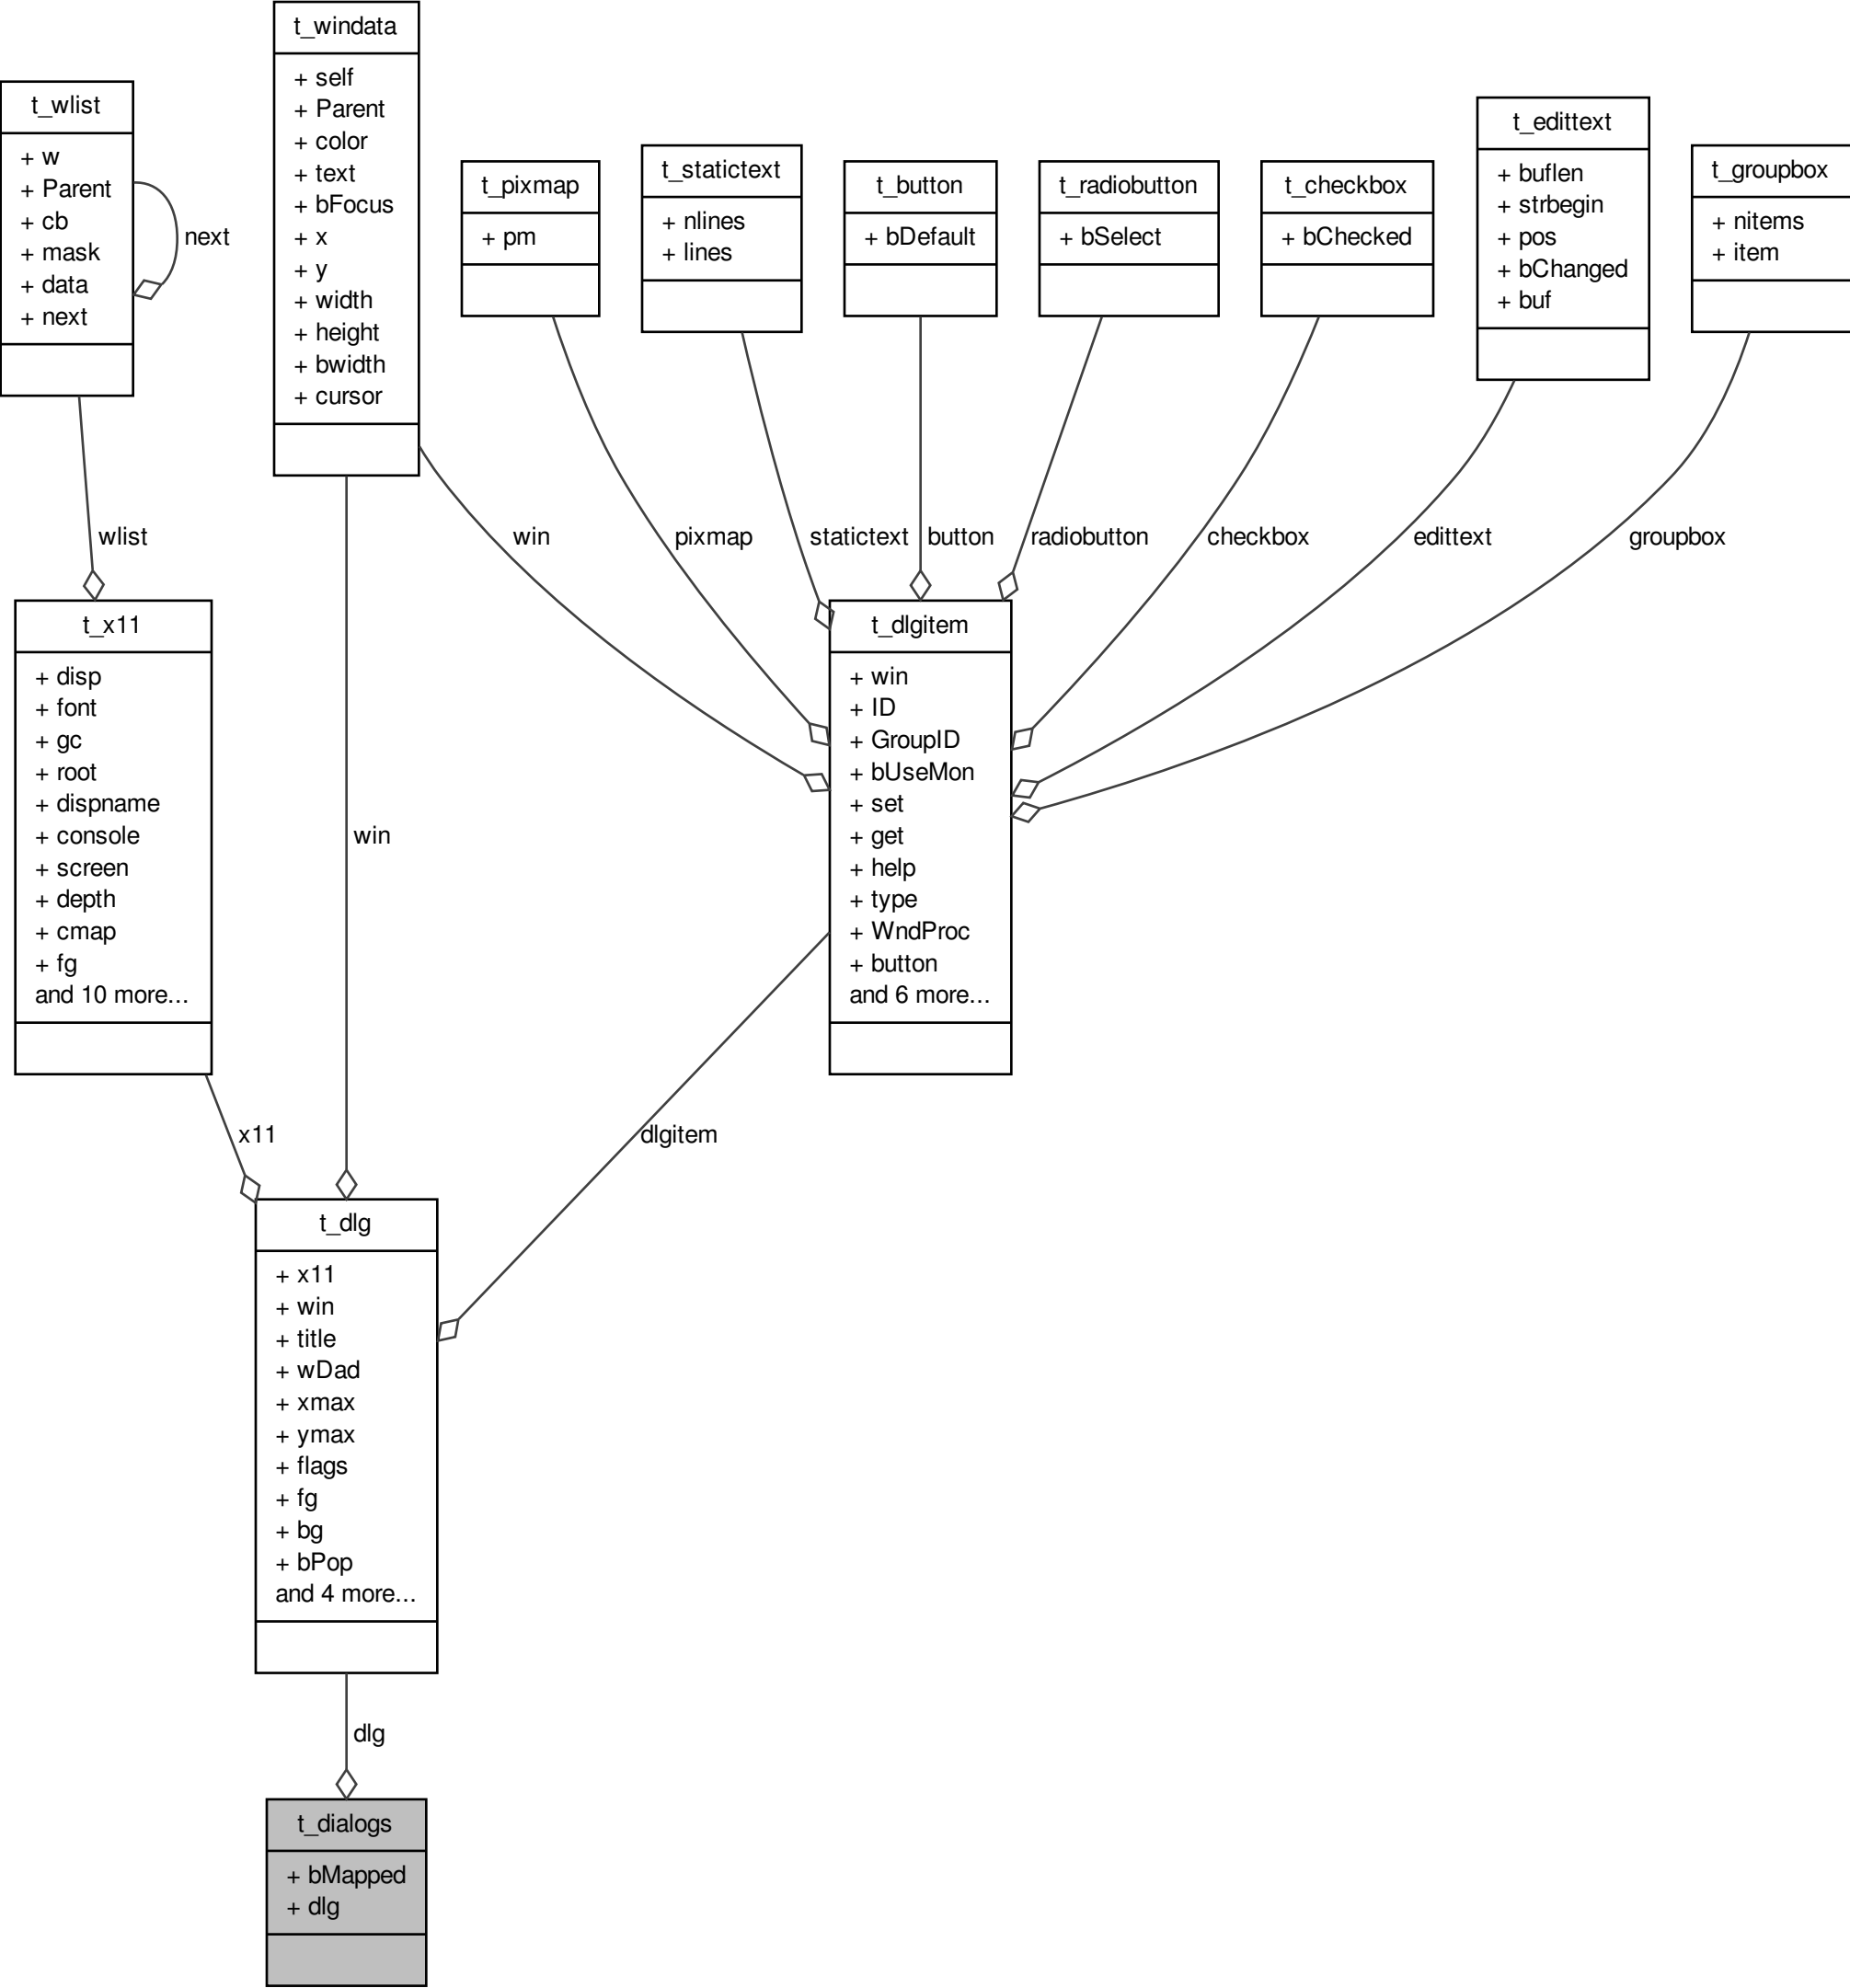 t_windata
+ self
+ Parent
+ color
+ text
+ bFocus
+ x
+ y
+ width
+ height
+ bwidth
+ cursor
t_wlist
+ w
+ Parent
+ cb
+ mask
+ data
+ next
next
t_pixmap
+ pm
t_statictext
+ nlines
+ lines
t_button
+ bDefault
t_radiobutton
+ bSelect
t_checkbox
+ bChecked
t_edittext
+ buflen
+ strbegin
+ pos
+ bChanged
+ buf
t_groupbox
+ nitems
+ item
wlist
win
pixmap
statictext
button
radiobutton
checkbox
edittext
groupbox
t_x11
+ disp
+ font
+ gc
+ root
+ dispname
+ console
+ screen
+ depth
+ cmap
+ fg
and 10 more...
win
t_dlgitem
+ win
+ ID
+ GroupID
+ bUseMon
+ set
+ get
+ help
+ type
+ WndProc
+ button
and 6 more...
x11
dlgitem
t_dlg
+ x11
+ win
+ title
+ wDad
+ xmax
+ ymax
+ flags
+ fg
+ bg
+ bPop
and 4 more...
dlg
t_dialogs
+ bMapped
+ dlg